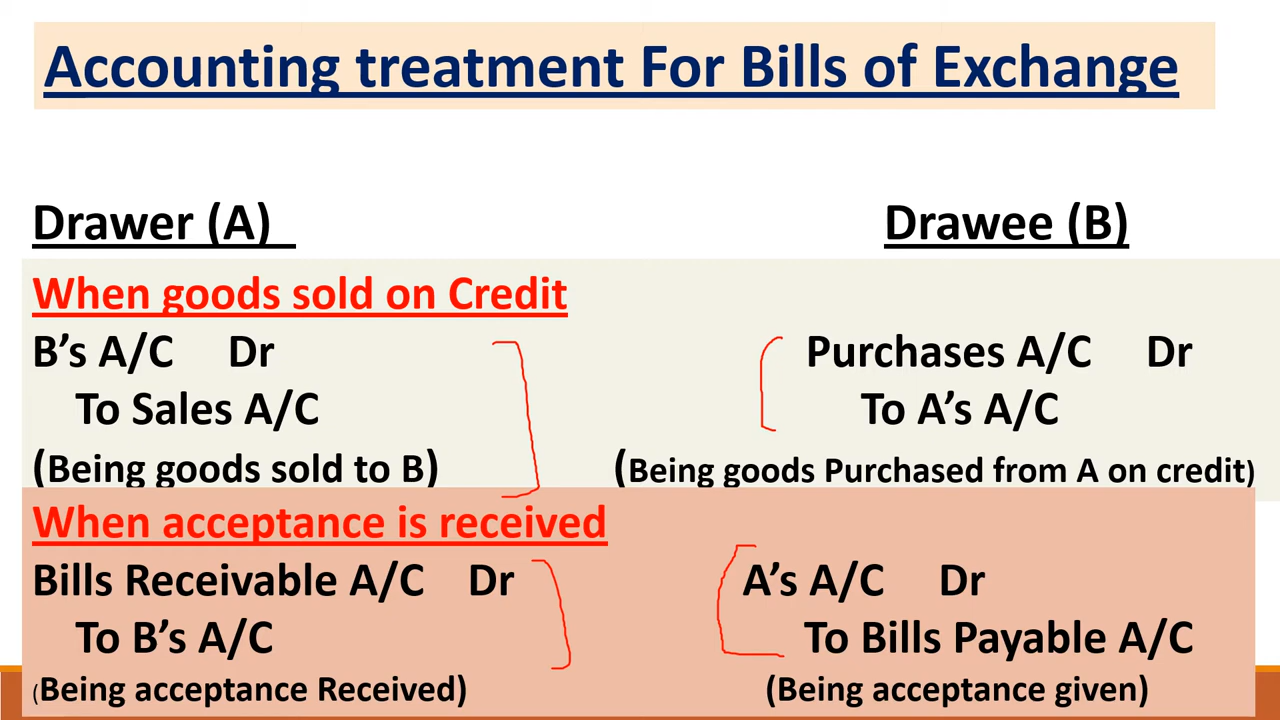 Accounting treatment For Bills of Exchange
Drawer (A)
Drawee (B)
When goods sold on Credit
B’s A/C Dr
To Sales A/C
(Being goods sold to B)
Purchases A/C Dr
To A’s A/C
(Being goods Purchased from A on credit)
When acceptance is received
Bills Receivable A/C Dr
To B’s A/C
(Being acceptance Received)
A’s A/C Dr
To Bills Payable A/C
(Being acceptance given)